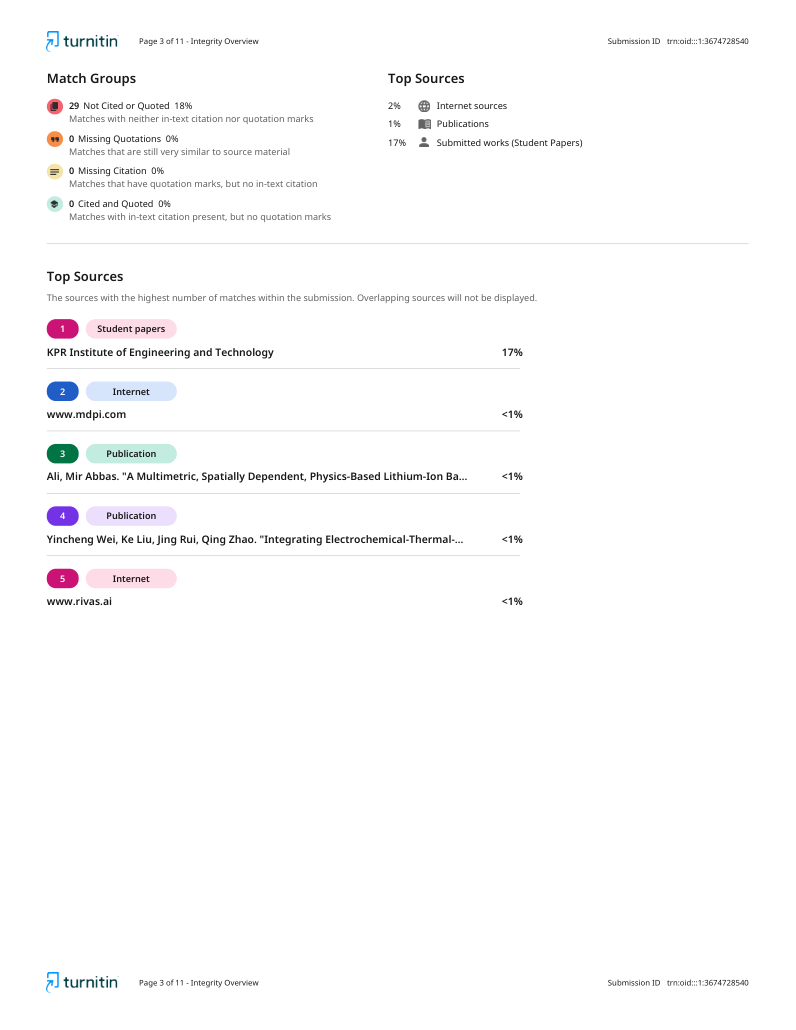 turnitin Page 3 of 11 - Integrity Overview Submission ID trn:oid:::1:3674728540
Match Groups
29 Not Cited or Quoted 18%
Matches with neither in-text citation nor quotation marks
0 Missing Quotations 0%
Matches that are still very similar to source material
0 Missing Citation 0%
Matches that have quotation marks, but no in-text citation
0 Cited and Quoted 0%
Matches with in-text citation present, but no quotation marks
Top Sources
2% Internet sources
1% Publications
17% Submitted works (Student Papers)
Top Sources
The sources with the highest number of matches within the submission. Overlapping sources will not be displayed.
1 Student papers
KPR Institute of Engineering and Technology 17%
2 Internet
www.mdpi.com <1%
3 Publication
Ali, Mir Abbas. "A Multimetric, Spatially Dependent, Physics-Based Lithium-Ion Ba... <1%
4 Publication
Yincheng Wei, Ke Liu, Jing Rui, Qing Zhao. "Integrating Electrochemical-Thermal-... <1%
5 Internet
www.rivas.ai <1%
turnitin Page 3 of 11 - Integrity Overview Submission ID trn:oid:::1:3674728540